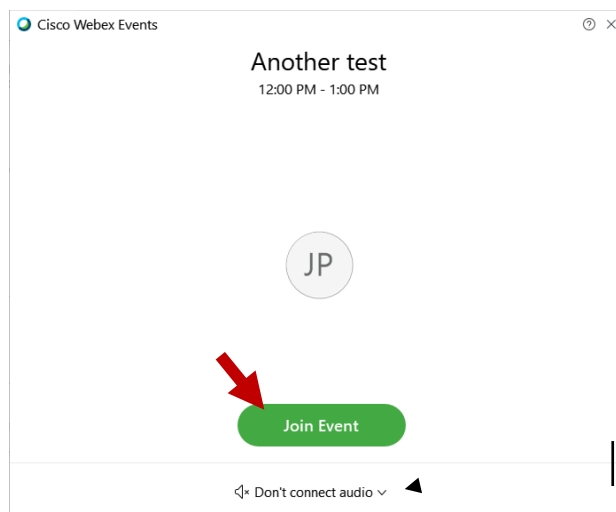 Cisco Webex Events
Another test
12:00 PM - 1:00 PM
JP
Join Event
Don't connect audio